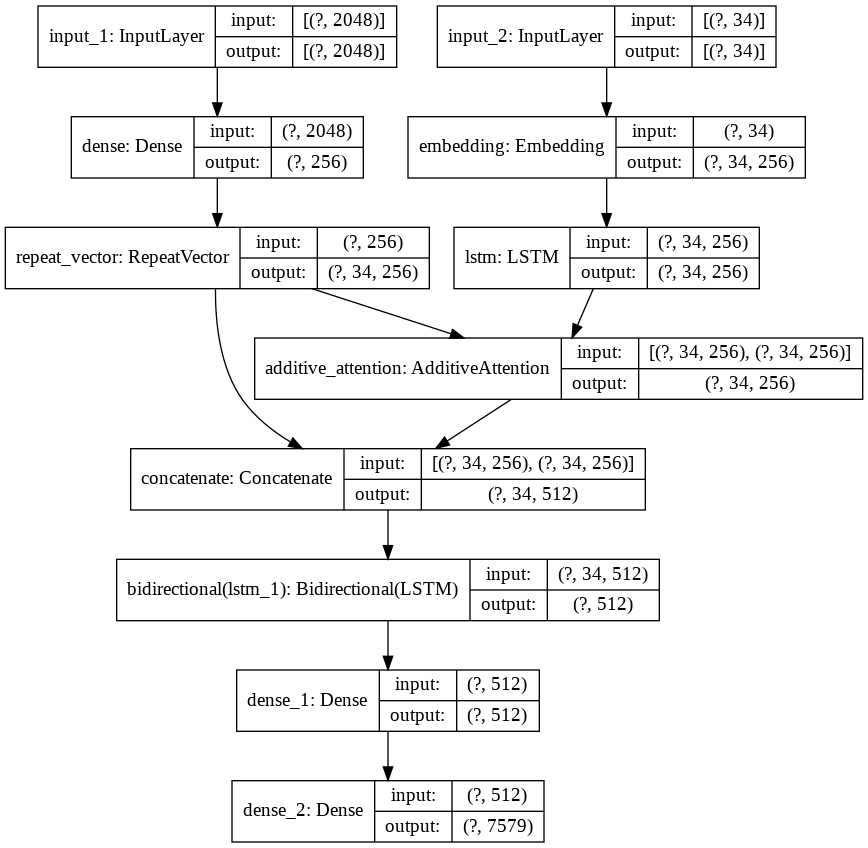 input_1: InputLayer
input: [(?, 2048)]
output: [(?, 2048)]
input_2: InputLayer
input: [(?, 34)]
output: [(?, 34)]
dense: Dense
input: (?, 2048)
output: (?, 256)
embedding: Embedding
input: (?, 34)
output: (?, 34, 256)
repeat_vector: RepeatVector
input: (?, 256)
output: (?, 34, 256)
lstm: LSTM
input: (?, 34, 256)
output: (?, 34, 256)
additive_attention: AdditiveAttention
input: [(?, 34, 256), (?, 34, 256)]
output: (?, 34, 256)
concatenate: Concatenate
input: [(?, 34, 256), (?, 34, 256)]
output: (?, 34, 512)
bidirectional(lstm_1): Bidirectional(LSTM)
input: (?, 34, 512)
output: (?, 512)
dense_1: Dense
input: (?, 512)
output: (?, 512)
dense_2: Dense
input: (?, 512)
output: (?, 7579)